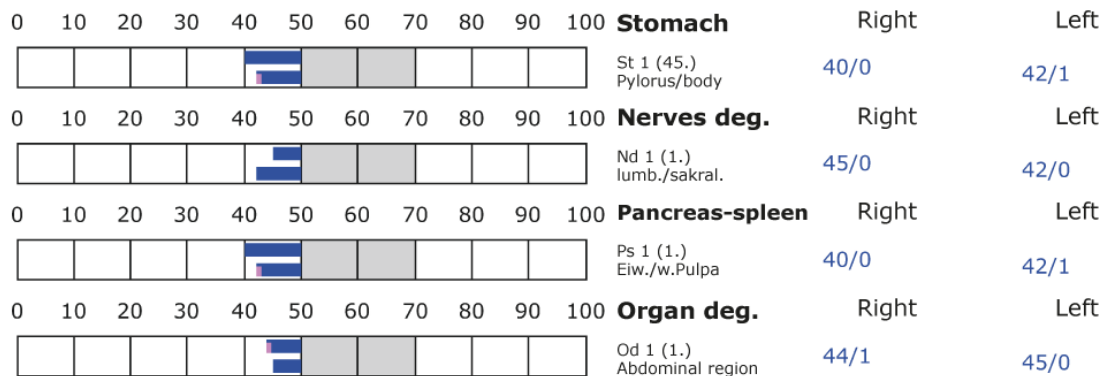 0 10 20 30 40 50 60 70 80 90 100 Stomach Right Left
St 1 (45.) 40/0 42/1
Pylorus/body
0 10 20 30 40 50 60 70 80 90 100 Nerves deg. Right Left
Nd 1 (1.) 45/0 42/0
lumb./sakral.
0 10 20 30 40 50 60 70 80 90 100 Pancreas-spleen Right Left
Ps 1 (1.) 40/0 42/1
Eiw./w.Pulpa
0 10 20 30 40 50 60 70 80 90 100 Organ deg. Right Left
Od 1 (1.) 44/1 45/0
Abdominal region